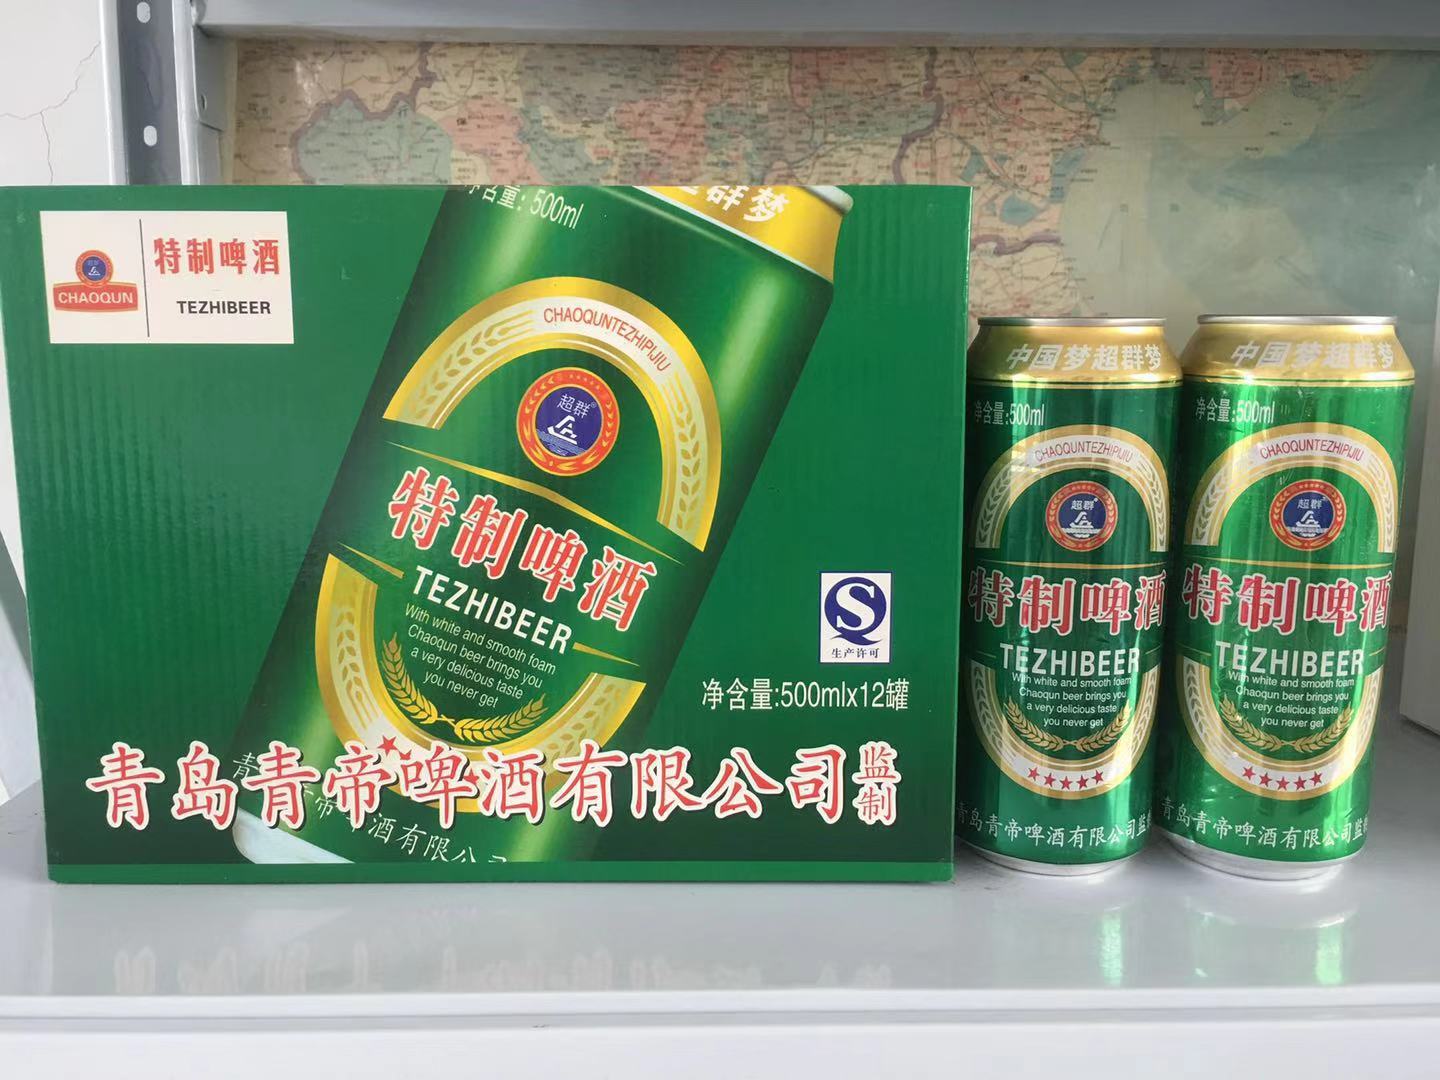 超群
CHAOQUN
特制啤酒
TEZHIBEER
净含量:500ml
超群梦
CHAOQUNTEZHIPIJIU
超群®
特制啤酒
TEZHIBEER
With white and smooth foam
Chaoqun beer brings you
a very delicious taste
you never get
生产许可
净含量:500mlx12罐
青岛青帝啤酒有限公司监制
中国梦超群梦
净含量:500ml
CHAOQUNTEZHIPIJIU
超群
特制啤酒
TEZHIBEER
With white and smooth foam
Chaoqun beer brings you
a very delicious taste
you never get
青岛青帝啤酒有限公司监
中国梦超群梦
净含量:500ml
CHAOQUNTEZHIPIJIU
超群
特制啤酒
TEZHIBEER
With white and smooth foam
Chaoqun beer brings you
a very delicious taste
you never get
青岛青帝啤酒有限公司监